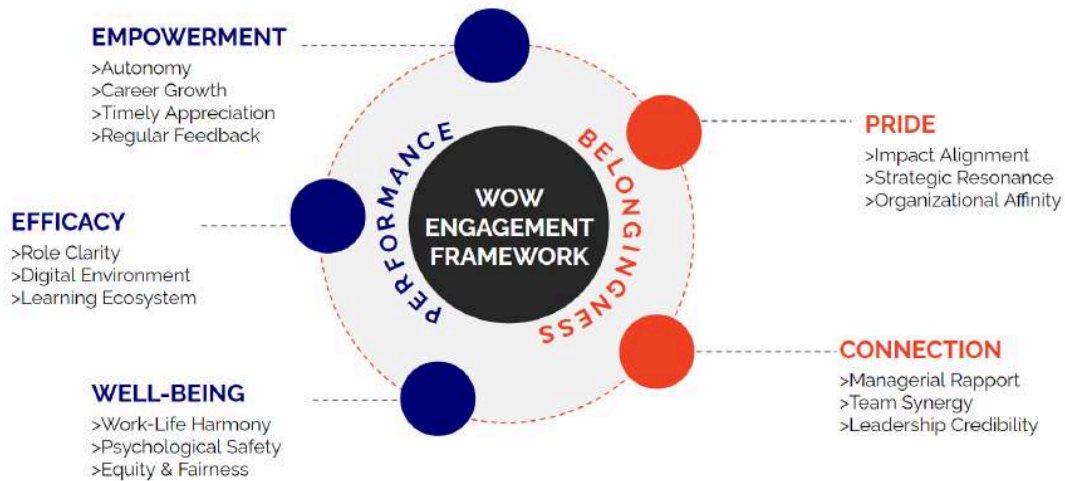 EMPOWERMENT
>Autonomy
>Career Growth
>Timely Appreciation
>Regular Feedback
EFFICACY
>Role Clarity
>Digital Environment
>Learning Ecosystem
WELL-BEING
>Work-Life Harmony
>Psychological Safety
>Equity & Fairness
PERFORMANCE
WOW
ENGAGEMENT
FRAMEWORK
BELONGINGNESS
PRIDE
>Impact Alignment
>Strategic Resonance
>Organizational Affinity
CONNECTION
>Managerial Rapport
>Team Synergy
>Leadership Credibility